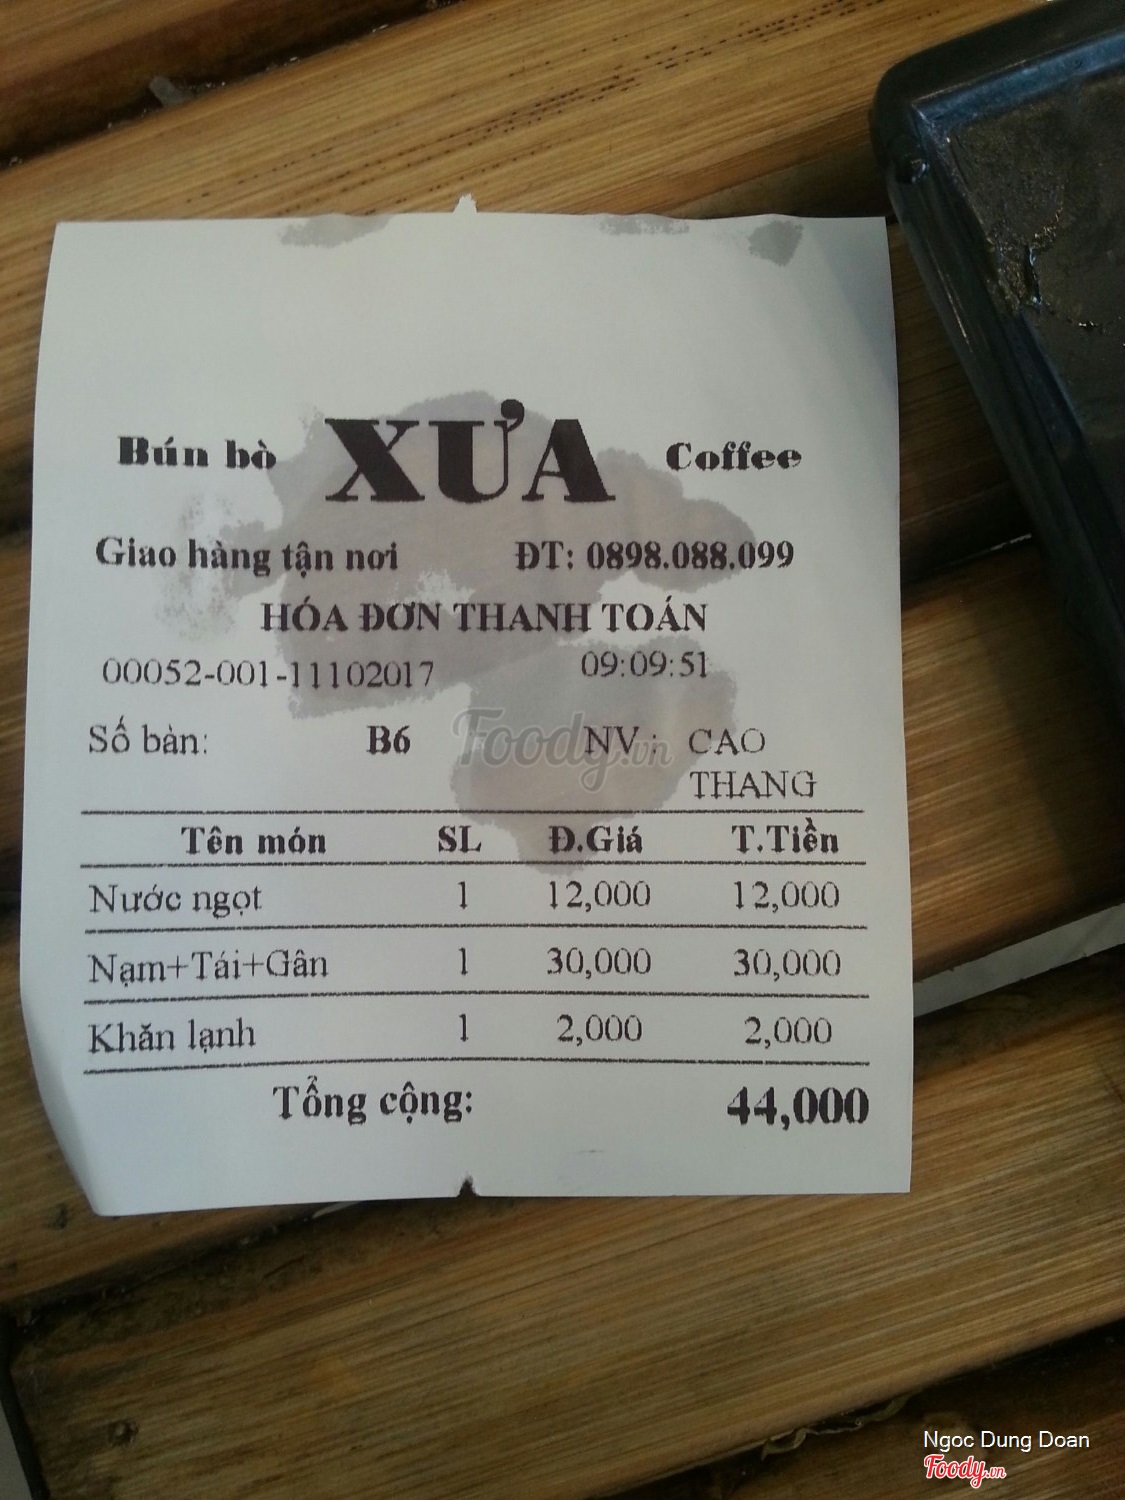 Bún bò XƯA Coffee
Giao hàng tận nơi ĐT: 0898.088.099
HÓA ĐƠN THANH TOÁN
00052-001-11102017 09:09:51
Số bàn: B6 NV : CAO
THANG
Foody.vn
Tên món SL Đ.Giá T.Tiền
Nước ngọt 1 12,000 12,000
Nạm+Tái+Gân 1 30,000 30,000
Khăn lạnh 1 2,000 2,000
Tổng cộng: 44,000
Ngoc Dung Doan
Foody.vn